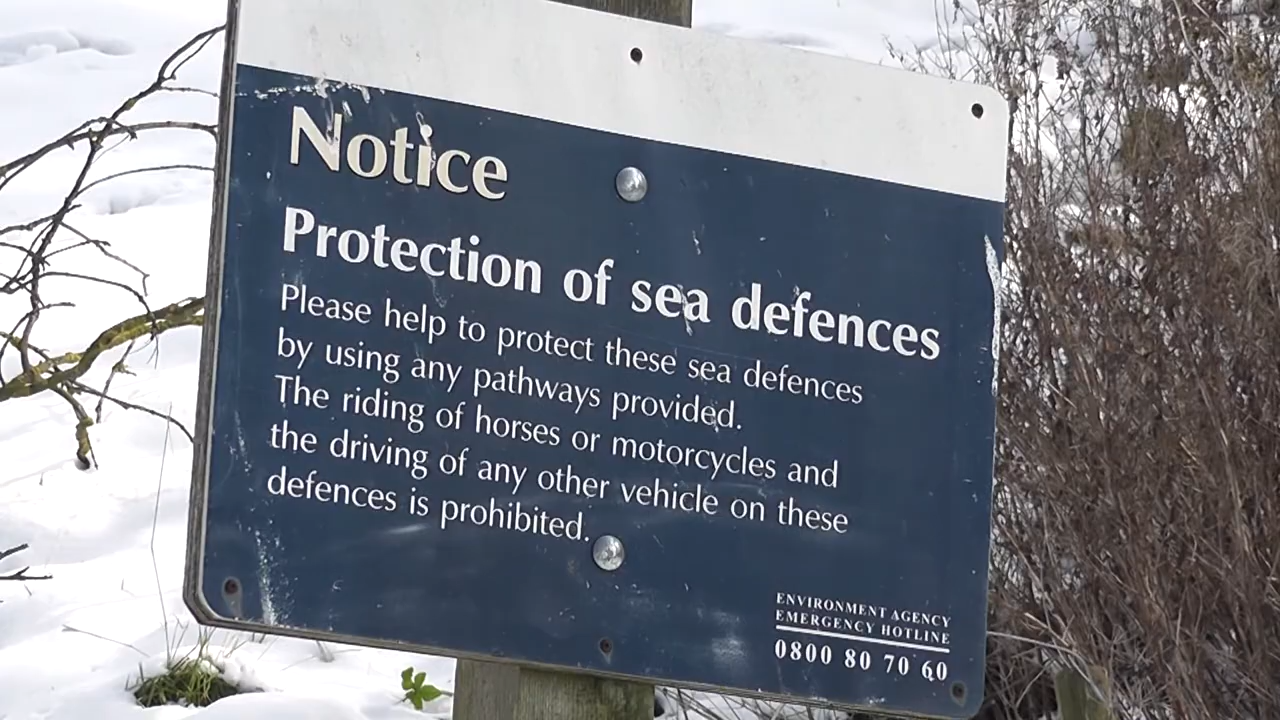 Notice
Protection of sea defences
Please help to protect these sea defences
by using any pathways provided.
The riding of horses or motorcycles and
the driving of any other vehicle on these
defences is prohibited.
ENVIRONMENT AGENCY
EMERGENCY HOTLINE
0800 80 70 60